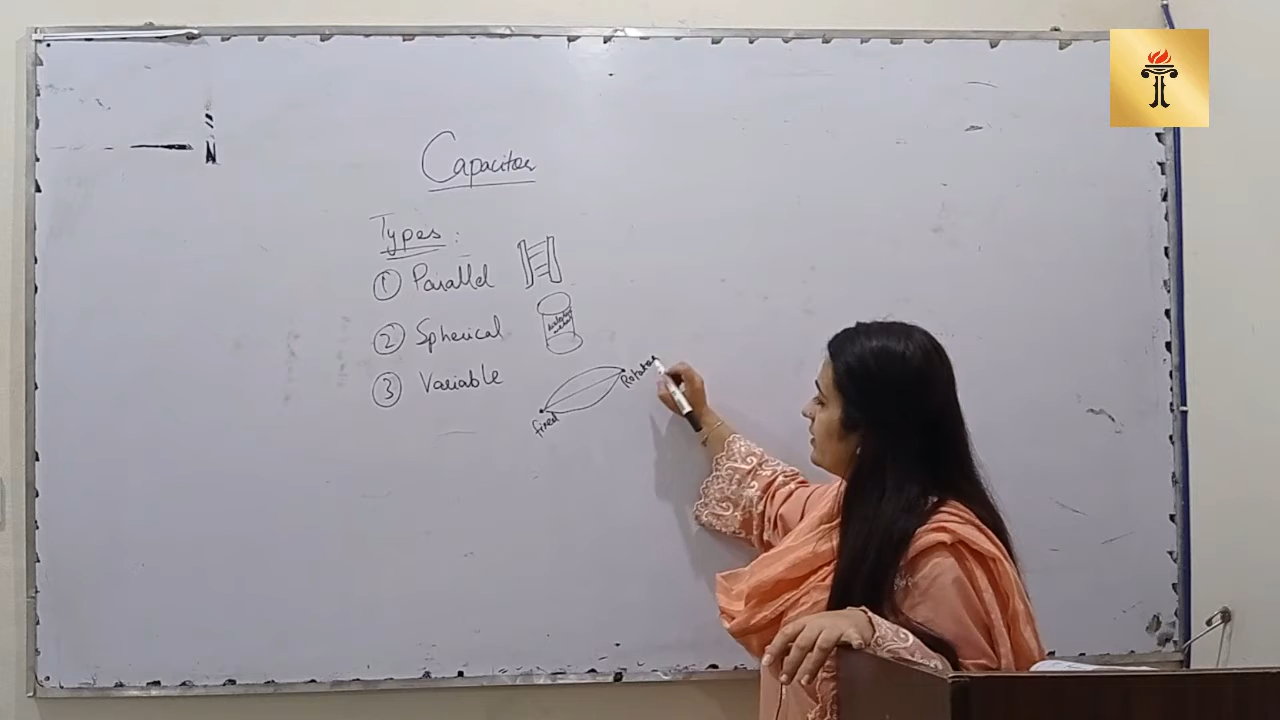 Capacitor
Types :
① Parallel
② Spherical
③ Variable
Rotator
fixed